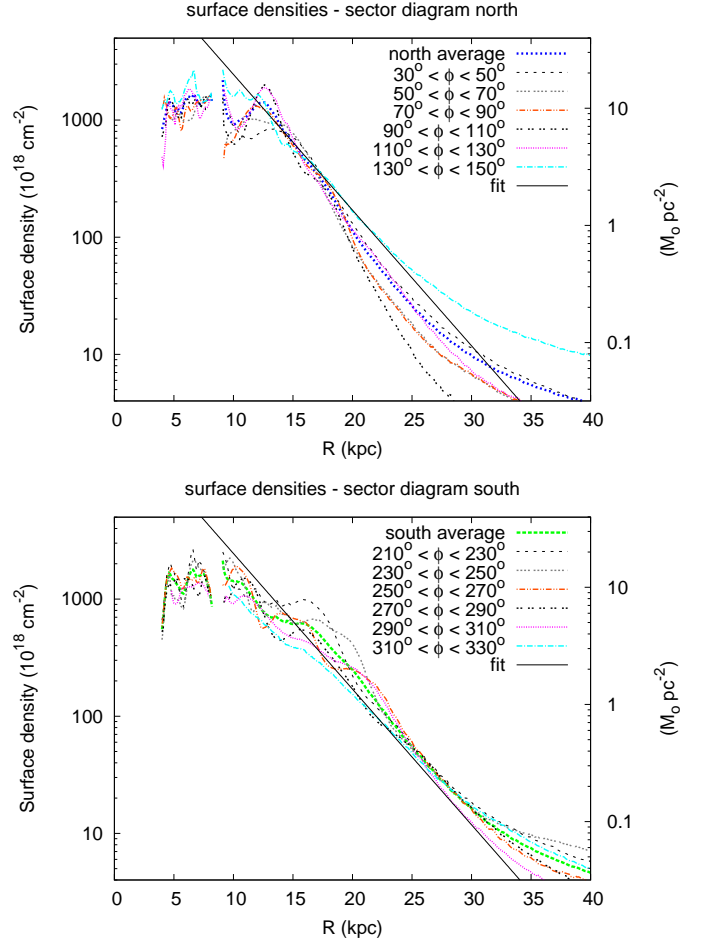 surface densities - sector diagram north
north average
30° < ϕ < 50°
50° < ϕ < 70°
70° < ϕ < 90°
90° < ϕ < 110°
110° < ϕ < 130°
130° < ϕ < 150°
fit
1000
100
10
Surface density (10^18 cm^-2)
10
1
0.1
(M_o pc^-2)
0 5 10 15 20 25 30 35 40
R (kpc)
surface densities - sector diagram south
south average
210° < ϕ < 230°
230° < ϕ < 250°
250° < ϕ < 270°
270° < ϕ < 290°
290° < ϕ < 310°
310° < ϕ < 330°
fit
1000
100
10
Surface density (10^18 cm^-2)
10
1
0.1
(M_o pc^-2)
0 5 10 15 20 25 30 35 40
R (kpc)